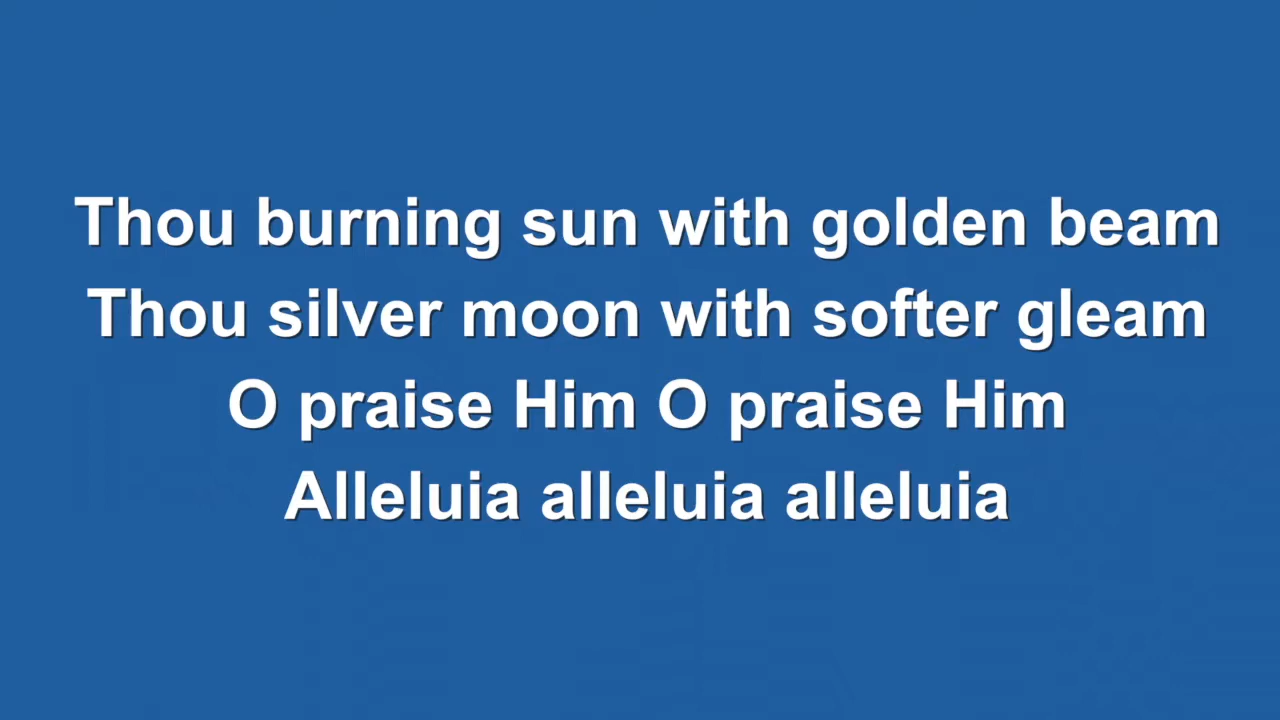 Thou burning sun with golden beam
Thou silver moon with softer gleam
O praise Him O praise Him
Alleluia alleluia alleluia